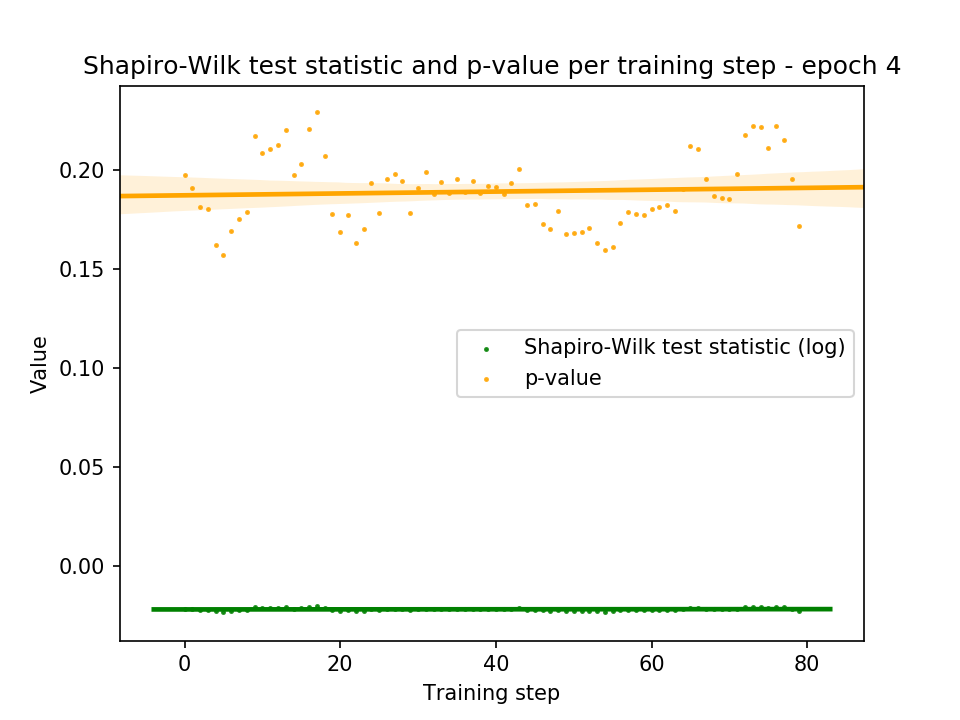 Shapiro-Wilk test statistic and p-value per training step - epoch 4
0.20
0.15
0.10
0.05
0.00
Value
Shapiro-Wilk test statistic (log)
p-value
0
20
40
60
80
Training step